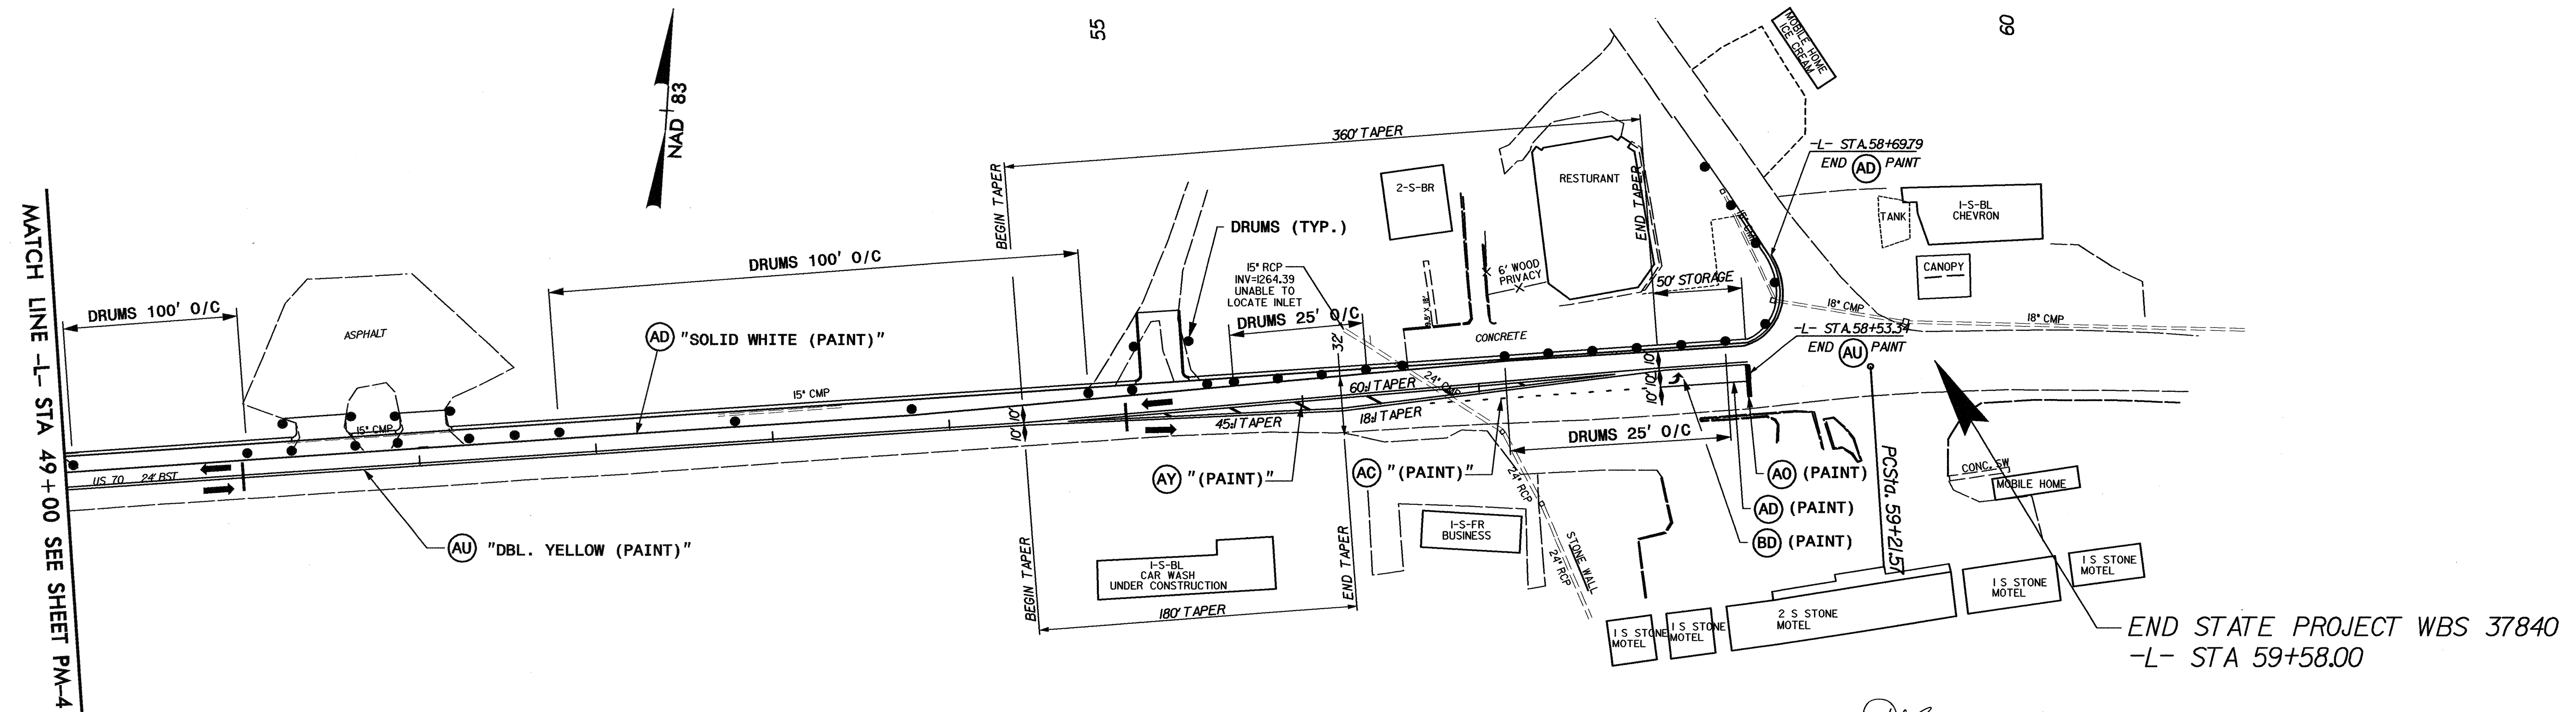 55
60
NAD 83
MOBILE HOME
ICE CREAM
360' TAPER
BEGIN TAPER
END TAPER
-L- STA.58+69.79
END AD PAINT
2-S-BR
RESTURANT
TANK
1-S-BL
CHEVRON
CANOPY
DRUMS (TYP.)
DRUMS 100' O/C
DRUMS 100' O/C
15" RCP
INV=1264.39
UNABLE TO
LOCATE INLET
6' WOOD
PRIVACY
50' STORAGE
15" CMP
18" CMP
18" CMP
DRUMS 25' O/C
32'
CONCRETE
-L- STA.58+53.34
END AU PAINT
ASPHALT
AD "SOLID WHITE (PAINT)"
MATCH LINE -L- STA 49+00 SEE SHEET PM-4
15" CMP
15" CMP
10' 10'
60:1 TAPER
24" CMP
45:1 TAPER
18:1 TAPER
10' 10' 10'
US 70 24' BST
DRUMS 25' O/C
AY "(PAINT)"
AC "(PAINT)"
AO (PAINT)
AD (PAINT)
BD (PAINT)
24" RCP
24" RCP
STONE WALL
PCSta. 59+21.57
CONC. SW
MOBILE HOME
AU "DBL. YELLOW (PAINT)"
1-S-FR
BUSINESS
1-S-BL
CAR WASH
UNDER CONSTRUCTION
BEGIN TAPER
END TAPER
180' TAPER
1 S STONE
MOTEL
1 S STONE
MOTEL
2 S STONE
MOTEL
1 S STONE
MOTEL
1 S STONE
MOTEL
END STATE PROJECT WBS 37840
-L- STA 59+58.00